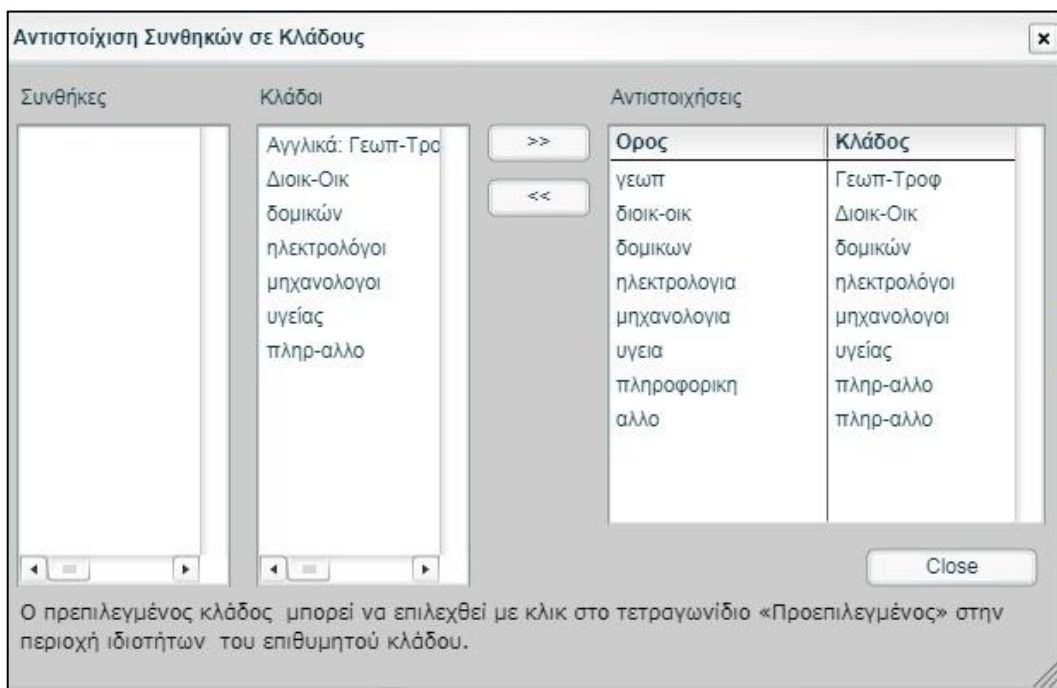 Αντιστοίχιση Συνθηκών σε Κλάδους
Συνθήκες
Κλάδοι
Αγγλικά: Γεωπ-Τρο
Διοικ-Οικ
δομικών
ηλεκτρολόγοι
μηχανολογοι
υγείας
πληρ-αλλο
>>
<<
Αντιστοιχήσεις
Ορος Κλάδος
γεωπ Γεωπ-Τροφ
διοικ-οικ Διοικ-Οικ
δομικων δομικών
ηλεκτρολογια ηλεκτρολόγοι
μηχανολογια μηχανολογοι
υγεια υγείας
πληροφορικη πληρ-αλλο
αλλο πληρ-αλλο
Close
Ο πρεπιλεγμένος κλάδος μπορεί να επιλεχθεί με κλικ στο τετραγωνίδιο «Προεπιλεγμένος» στην
περιοχή ιδιοτήτων του επιθυμητού κλάδου.